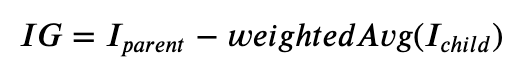 IG = I_parent − weightedAvg(I_child)